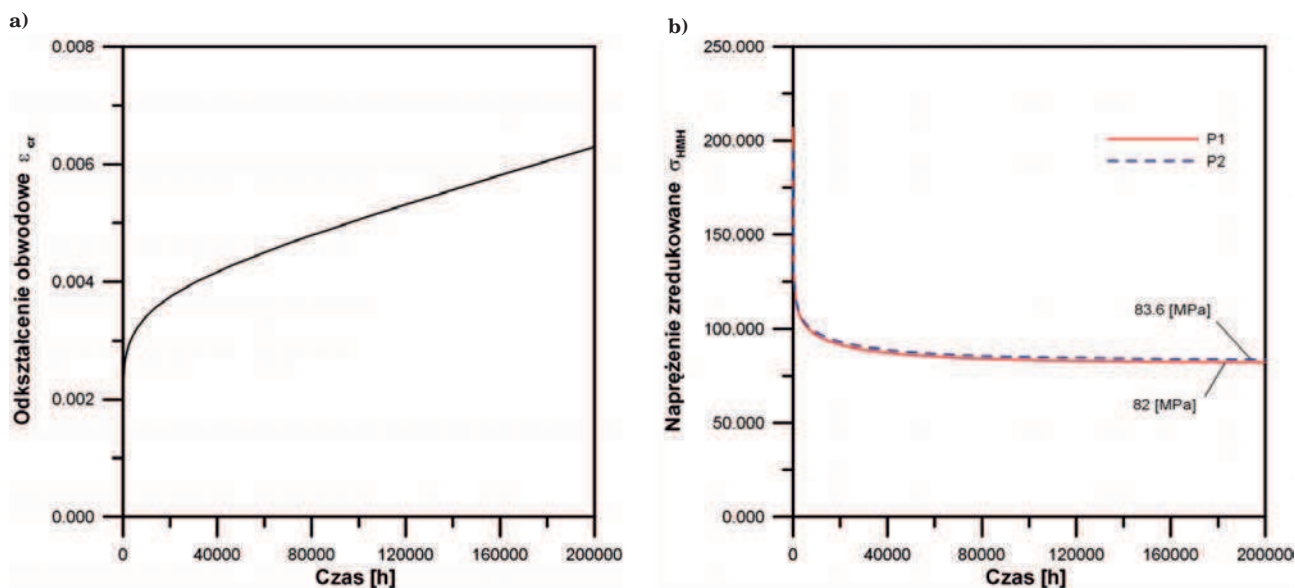 a)
0.008
0.006
0.004
0.002
0.000
Odkształcenie obwodowe ε cr
0
40000
80000
120000
160000
200000
Czas [h]
b)
250.000
200.000
150.000
100.000
50.000
0.000
Naprężenie zredukowane σHMH
P1
P2
83.6 [MPa]
82 [MPa]
0
40000
80000
120000
160000
200000
Czas [h]